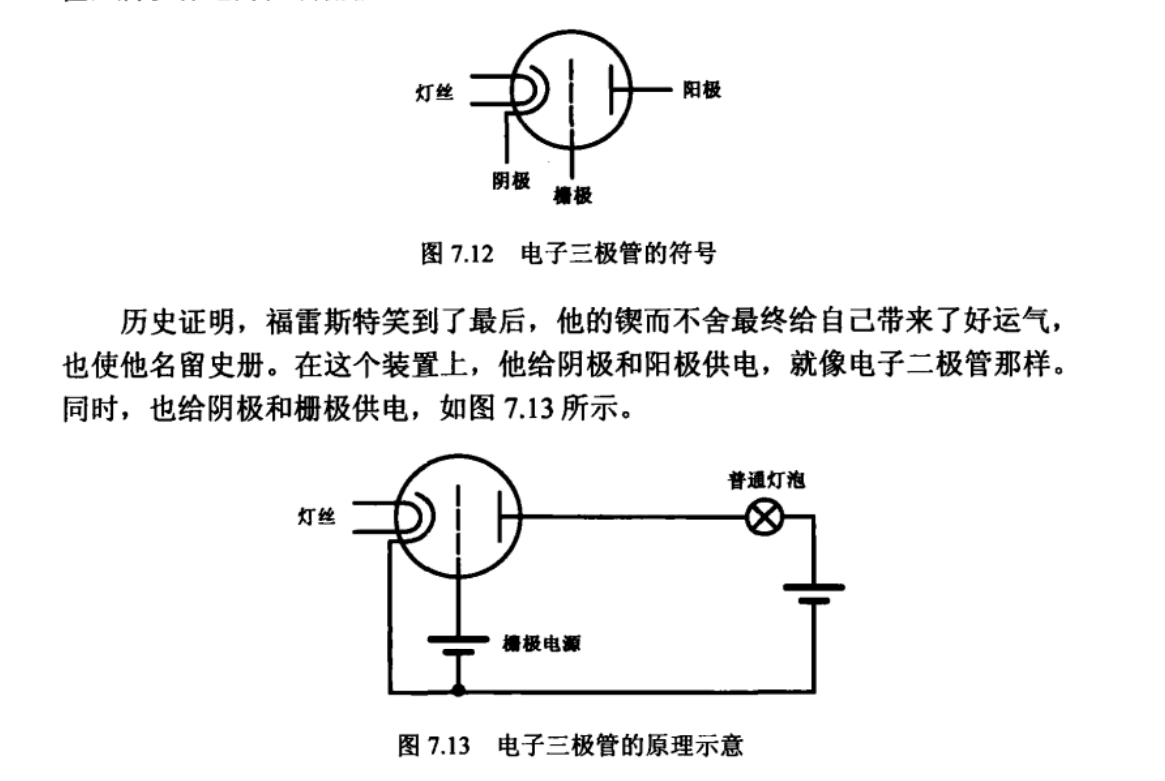 灯丝
阳极
阴极
栅极
图 7.12 电子三极管的符号
历史证明，福雷斯特笑到了最后，他的锲而不舍最终给自己带来了好运气，
也使他名留史册。在这个装置上，他给阴极和阳极供电，就像电子二极管那样。
同时，也给阴极和栅极供电，如图 7.13 所示。
普通灯泡
灯丝
栅极电源
图 7.13 电子三极管的原理示意